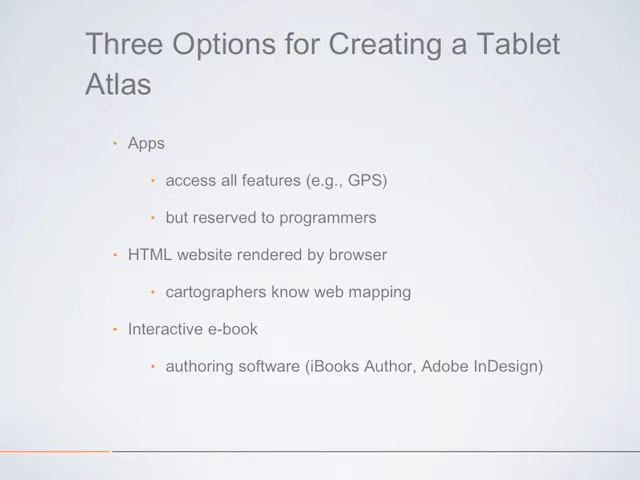 Three Options for Creating a Tablet
Atlas
• Apps
• access all features (e.g., GPS)
• but reserved to programmers
• HTML website rendered by browser
• cartographers know web mapping
• Interactive e-book
• authoring software (iBooks Author, Adobe InDesign)